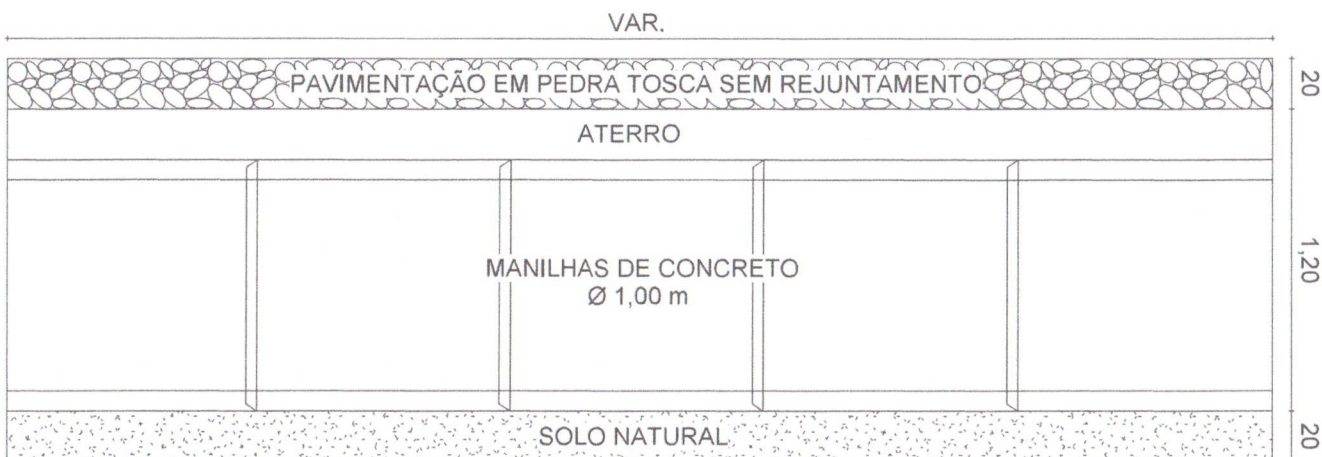 VAR.
PAVIMENTAÇÃO EM PEDRA TOSCA SEM REJUNTAMENTO
20
ATERRO
MANILHAS DE CONCRETO
Ø 1,00 m
1,20
SOLO NATURAL
20